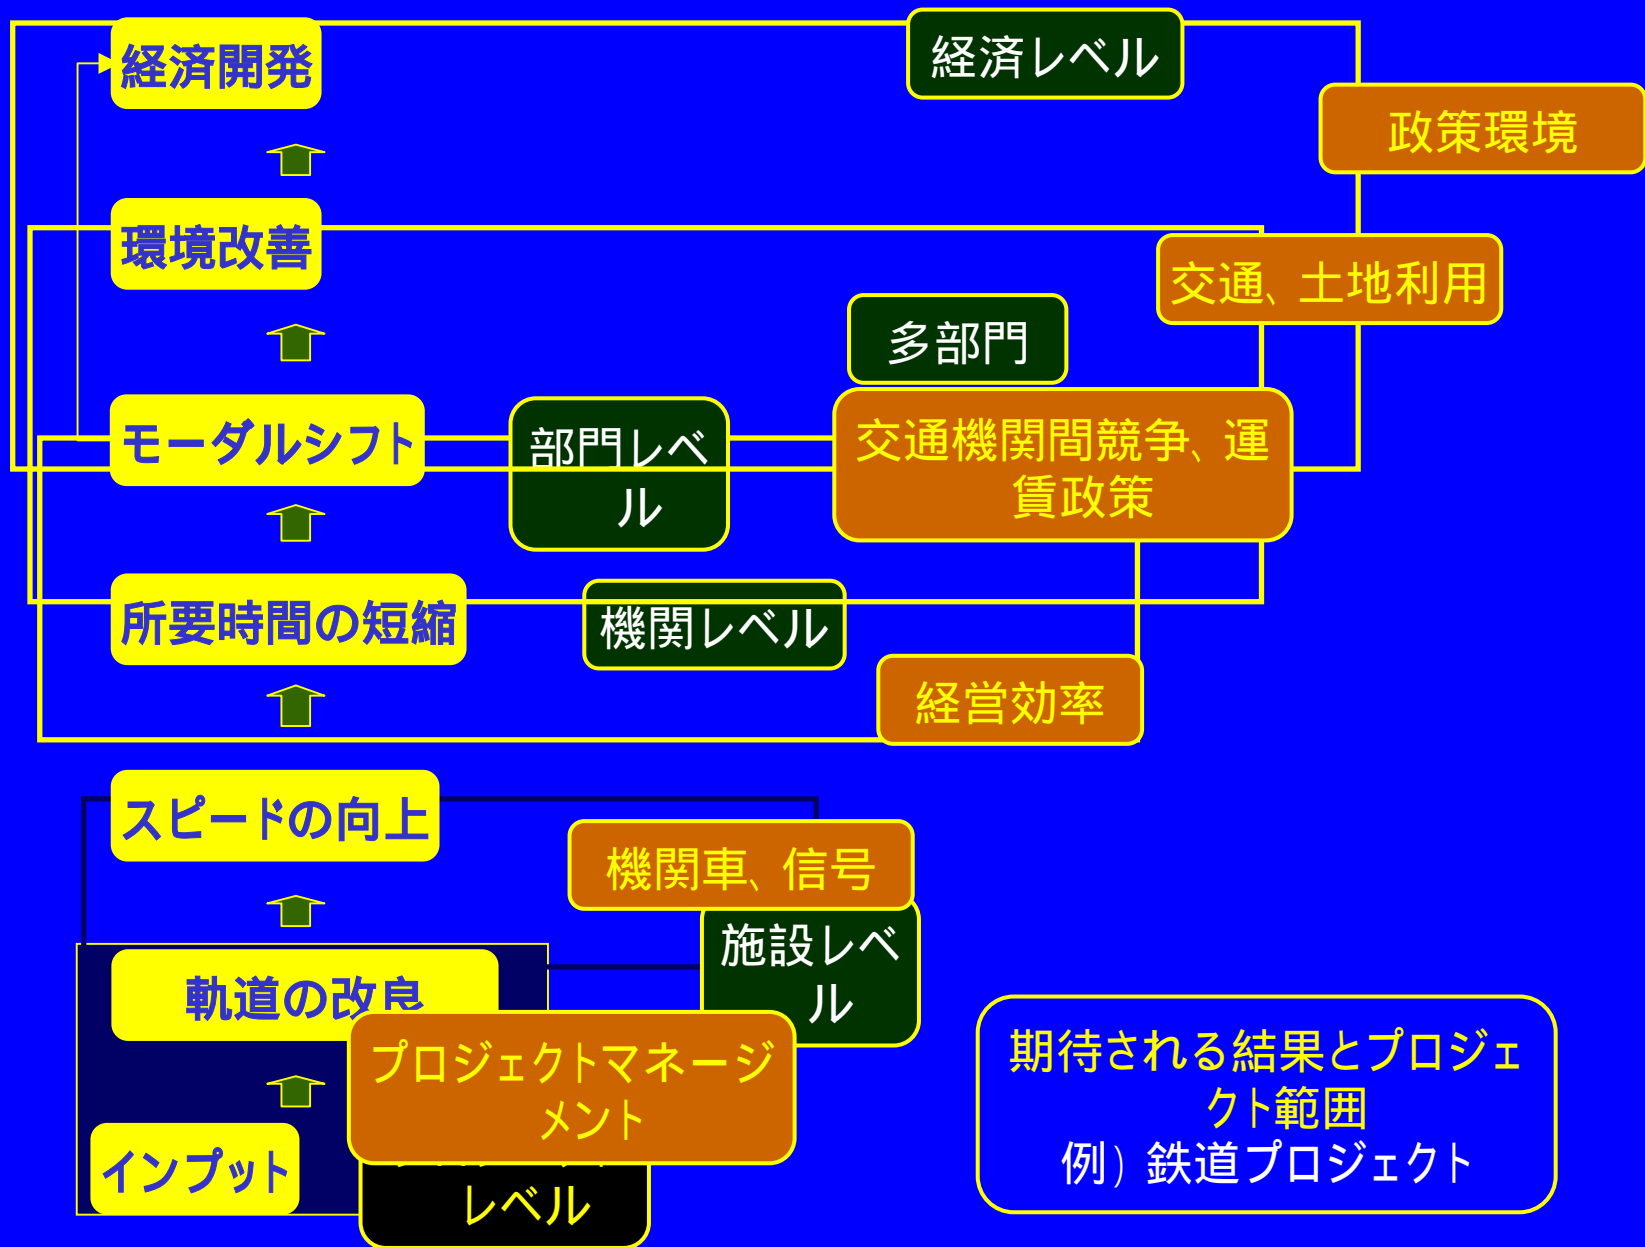 経済開発
経済レベル
政策環境
環境改善
交通、土地利用
多部門
モーダルシフト
部門レベ
ル
交通機関間競争、運
賃政策
所要時間の短縮
機関レベル
経営効率
スピードの向上
機関車、信号
施設レベ
ル
軌道の改良
プロジェクトマネージ
メント
インプット
レベル
期待される結果とプロジェ
クト範囲
例）鉄道プロジェクト